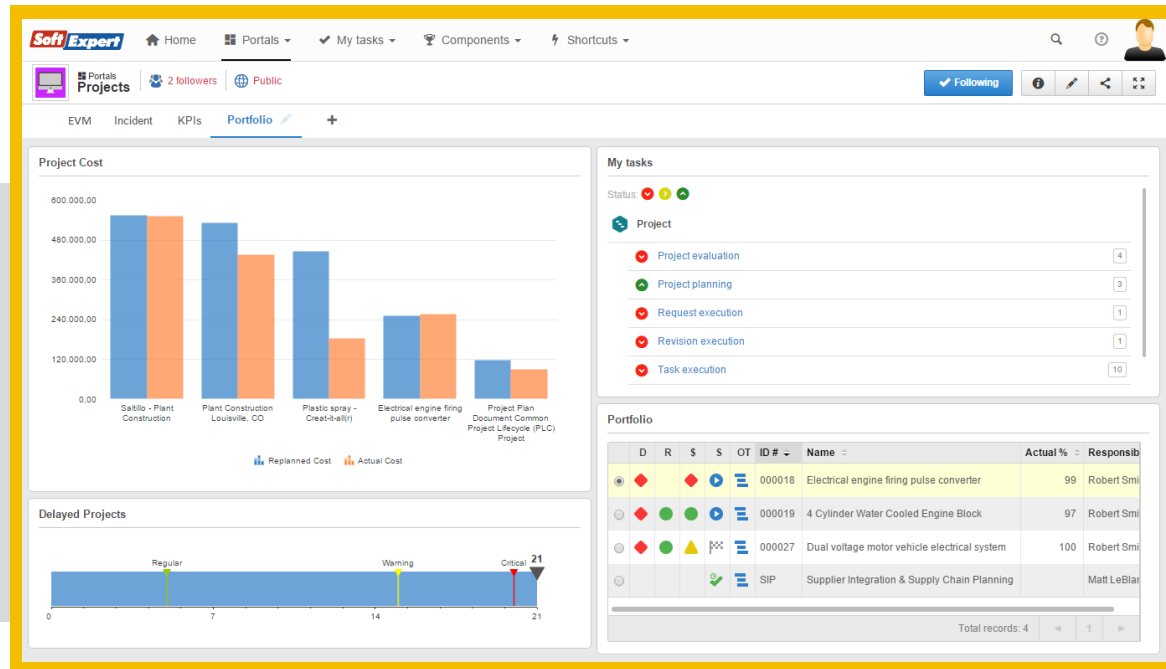 Soft Expert Home Portals My tasks Components Shortcuts
Portals
Projects 2 followers Public Following
EVM Incident KPIs Portfolio +
Project Cost
600.000,00
480.000,00
360.000,00
240.000,00
120.000,00
0,00
Saltillo - Plant
Construction
Plant Construction
Louisville, CO
Plastic spray -
Creat-it-all(r)
Electrical engine firing
pulse converter
Project Plan
Document Common
Project Lifecycle (PLC)
Project
Replanned Cost Actual Cost
Delayed Projects
Regular Warning Critical 21
0 7 14 21
My tasks
Status:
Project
Project evaluation 4
Project planning 3
Request execution 1
Revision execution 1
Task execution 10
Portfolio
D R $ S OT ID # Name Actual % Responsib
000018 Electrical engine firing pulse converter 99 Robert Smi
000019 4 Cylinder Water Cooled Engine Block 97 Robert Smi
000027 Dual voltage motor vehicle electrical system 100 Robert Smi
SIP Supplier Integration & Supply Chain Planning Matt LeBlar
Total records: 4 1